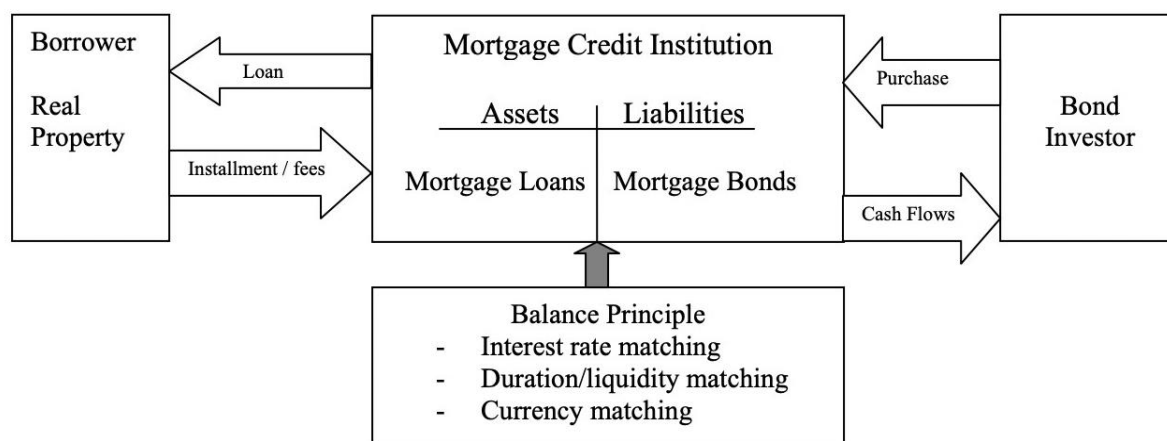 Borrower
Real
Property
Loan
Installment / fees
Mortgage Credit Institution
Assets
Liabilities
Mortgage Loans
Mortgage Bonds
Purchase
Cash Flows
Bond
Investor
Balance Principle
- Interest rate matching
- Duration/liquidity matching
- Currency matching